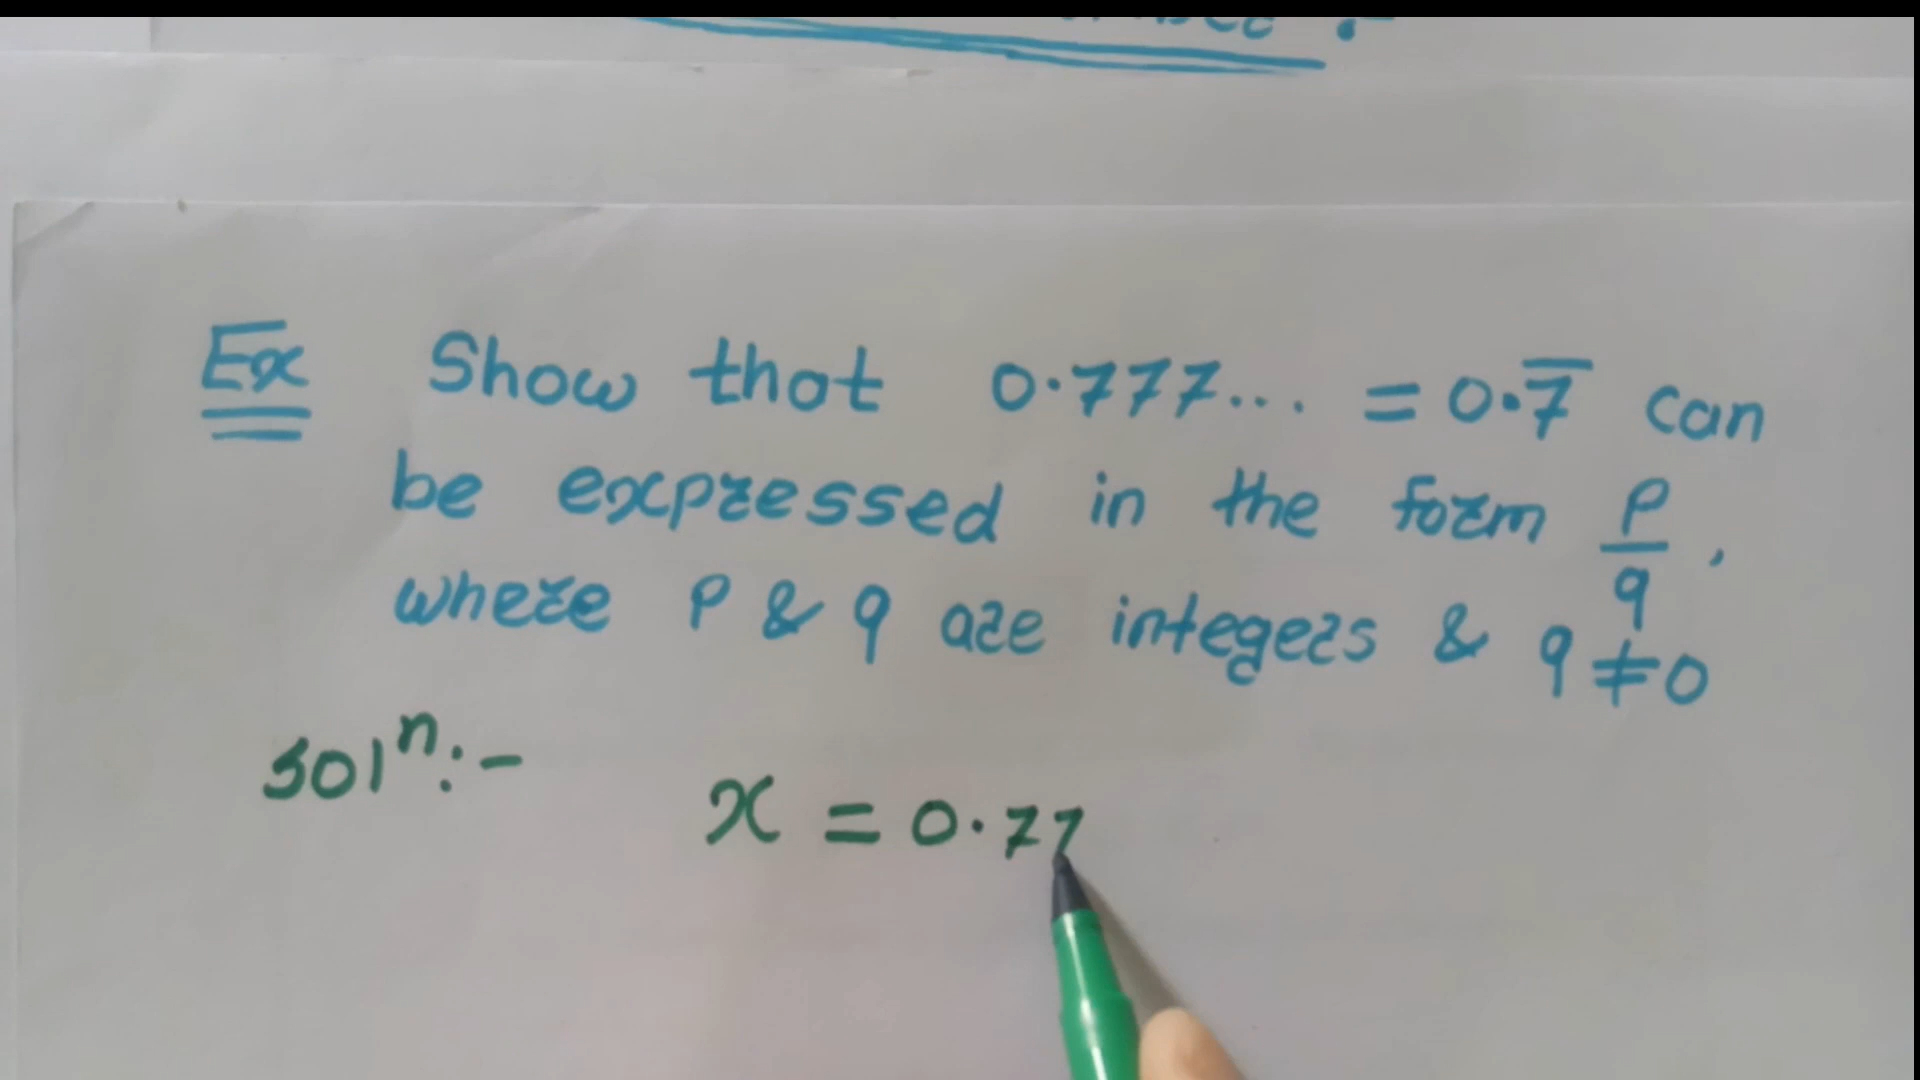 Ex Show that 0.777... = 0.7̅ can
be expressed in the form p/q,
where p & q are integers & q ≠ 0
solⁿ:- x = 0.77